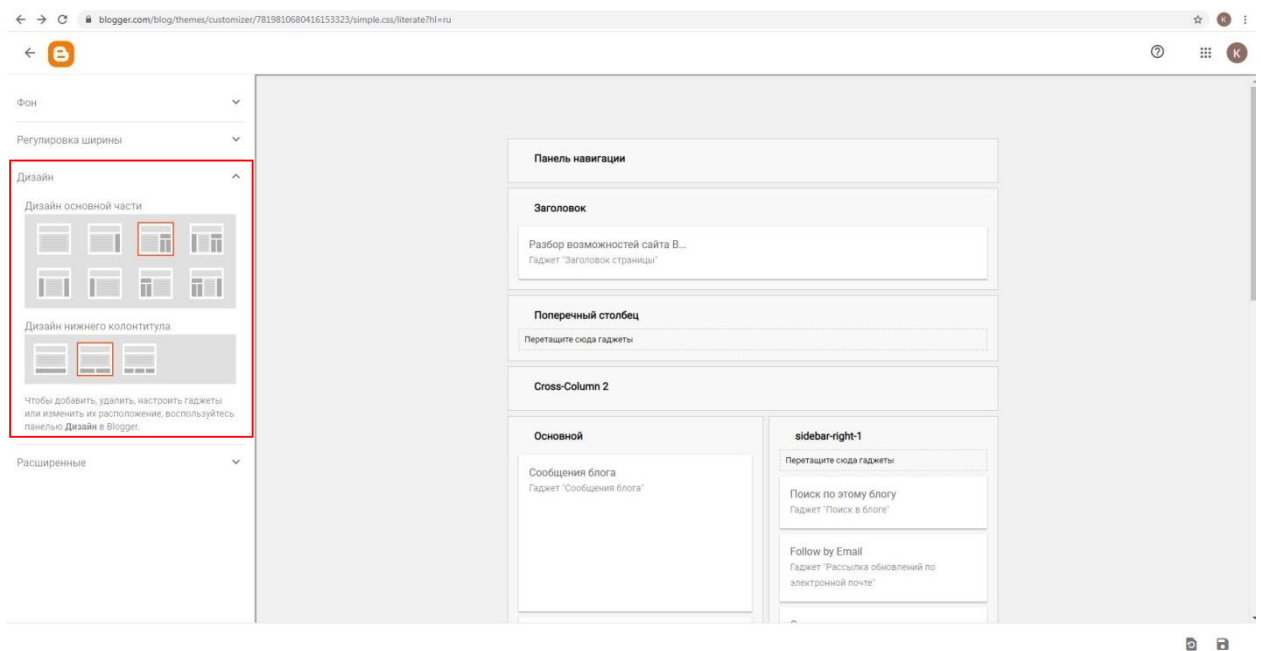 blogger.com/blog/themes/customizer/7819810680416153323/simple.css/literate?hl=ru
K
K
Фон
Регулировка ширины
Дизайн
Дизайн основной части
Дизайн нижнего колонтитула
Чтобы добавить, удалить, настроить гаджеты
или изменить их расположение, воспользуйтесь
панелью Дизайн в Blogger.
Расширенные
Панель навигации
Заголовок
Разбор возможностей сайта B...
Гаджет "Заголовок страницы"
Поперечный столбец
Перетащите сюда гаджеты
Cross-Column 2
Основной
Сообщения блога
Гаджет "Сообщения блога"
sidebar-right-1
Перетащите сюда гаджеты
Поиск по этому блогу
Гаджет "Поиск в блоге"
Follow by Email
Гаджет "Рассылка обновлений по
электронной почте"